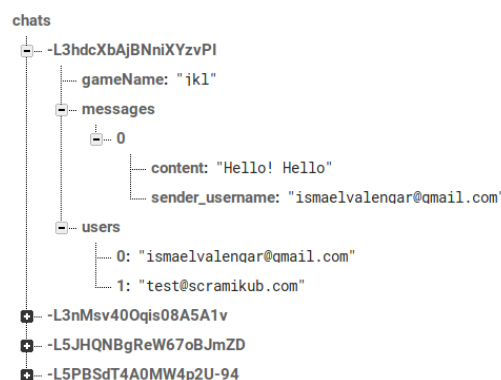 chats
-L3hdcXbAjBNniXYzvPI
gameName: "jkl"
messages
0
content: "Hello! Hello"
sender_username: "ismaelvalengar@gmail.com"
users
0: "ismaelvalengar@gmail.com"
1: "test@scramikub.com"
-L3nMsv40Oqis08A5A1v
-L5JHQNBgReW67oBJmZD
-L5PBSdT4A0MW4p2U-94